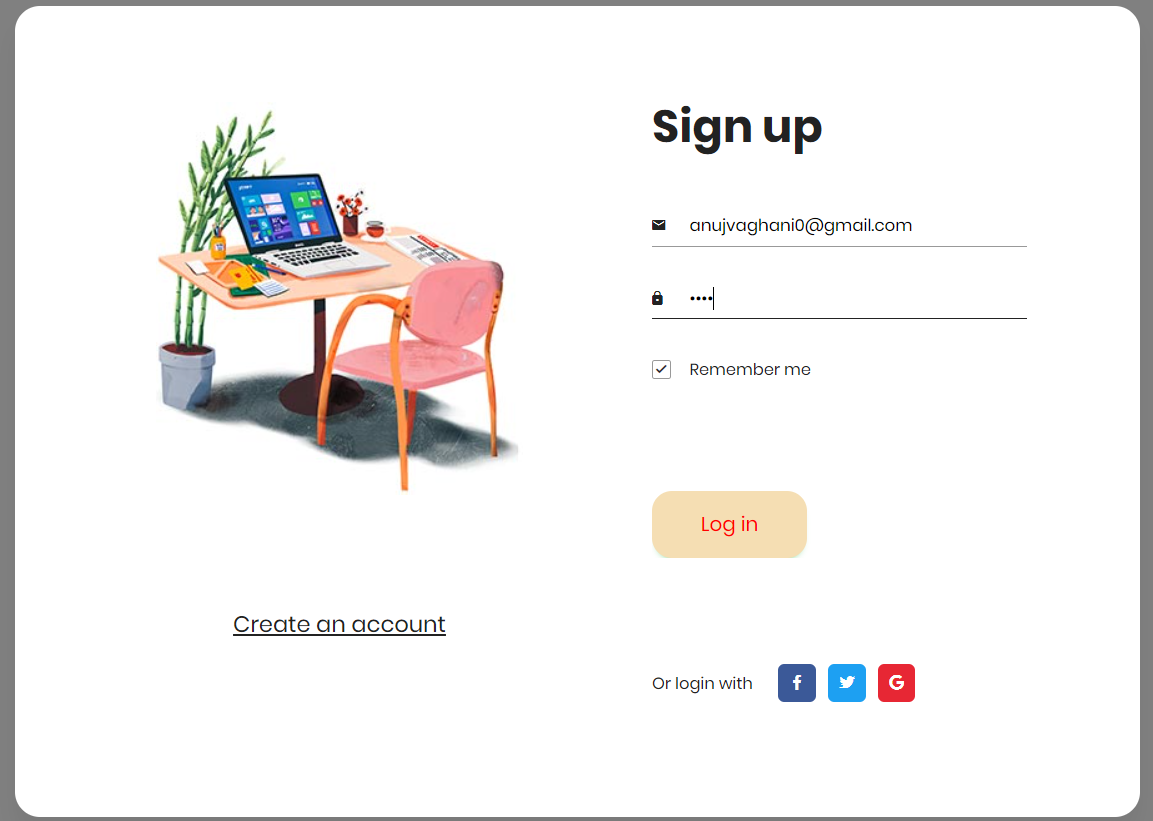 Sign up
anujvaghani0@gmail.com
••••
Remember me
Log in
Create an account
Or login with